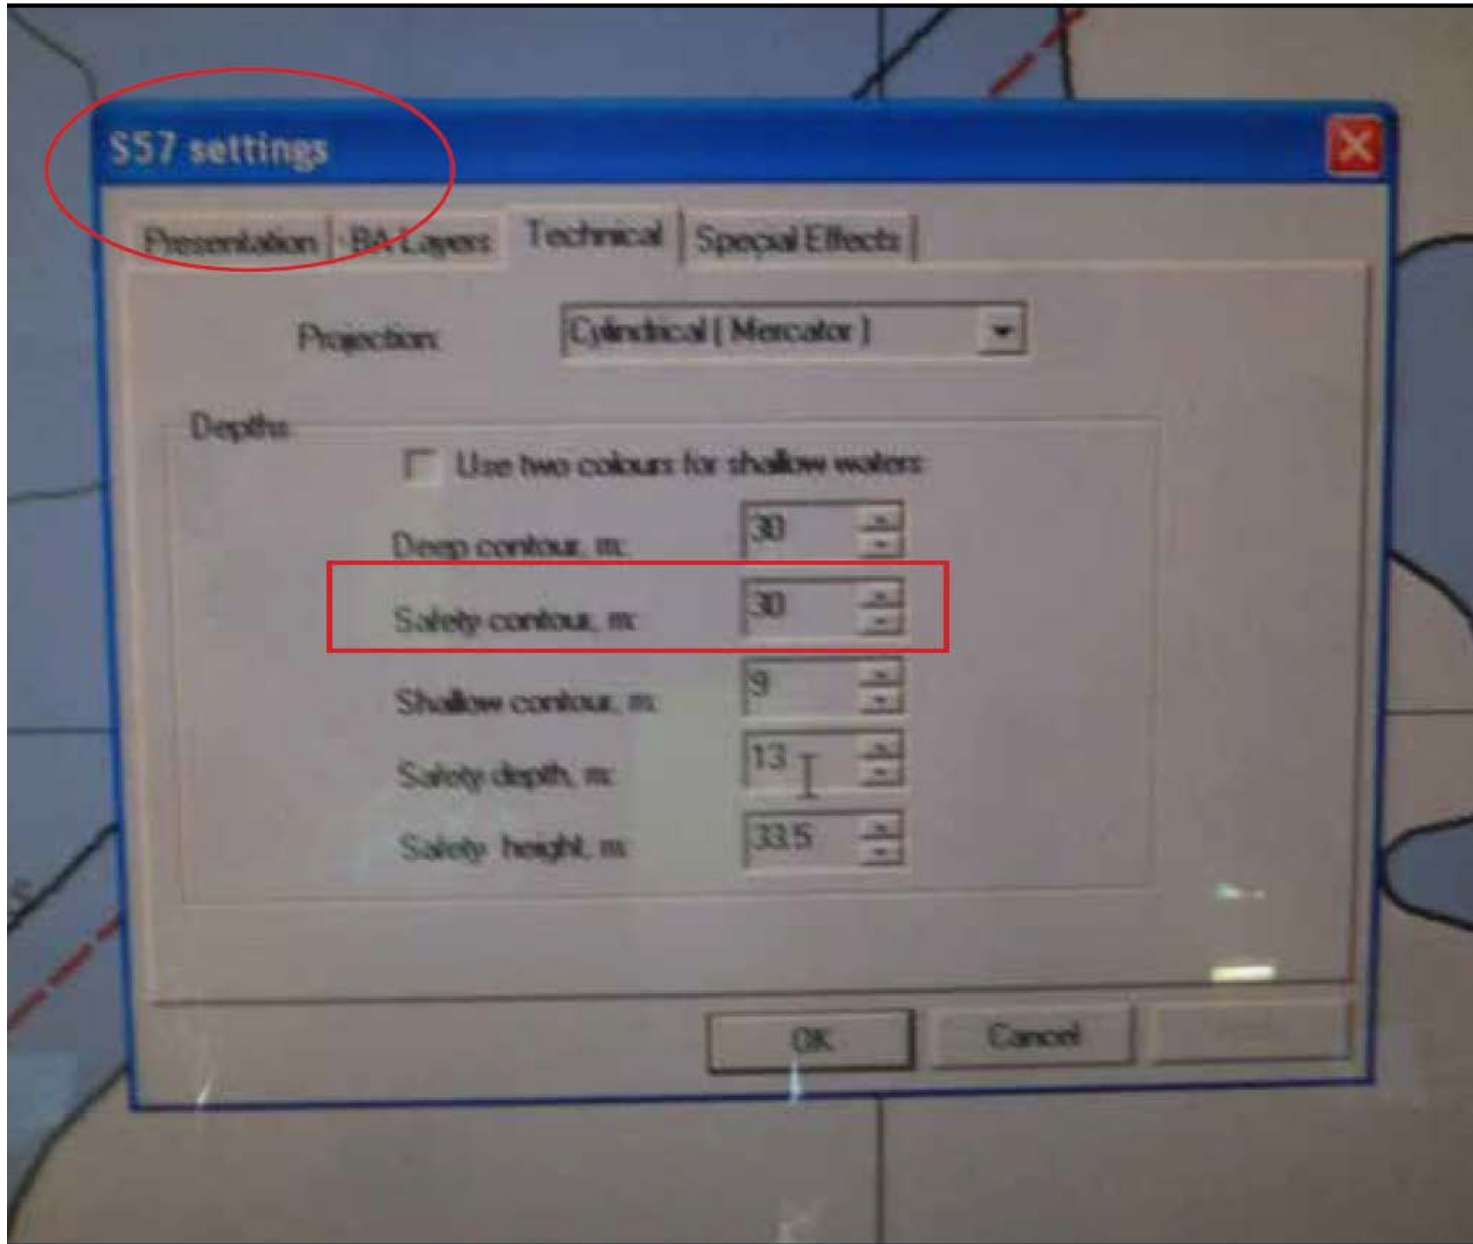 S57 settings
Presentation BA Layers Technical Special Effects
Projection: Cylindrical ( Mercator )
Depths
Use two colours for shallow waters
Deep contour, m: 30
Safety contour, m: 30
Shallow contour, m: 9
Safety depth, m: 13
Safety height, m: 33.5
OK Cancel